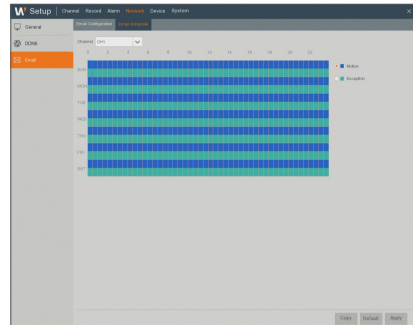 Setup Channel Record Alarm Network Device System
General
DDNS
Email
Email Configuration Email Schedule
Channel CH1
0 2 4 6 8 10 12 14 16 18 20 22
SUN
MON
TUE
WED
THU
FRI
SAT
Motion
Exception
Copy Default Apply